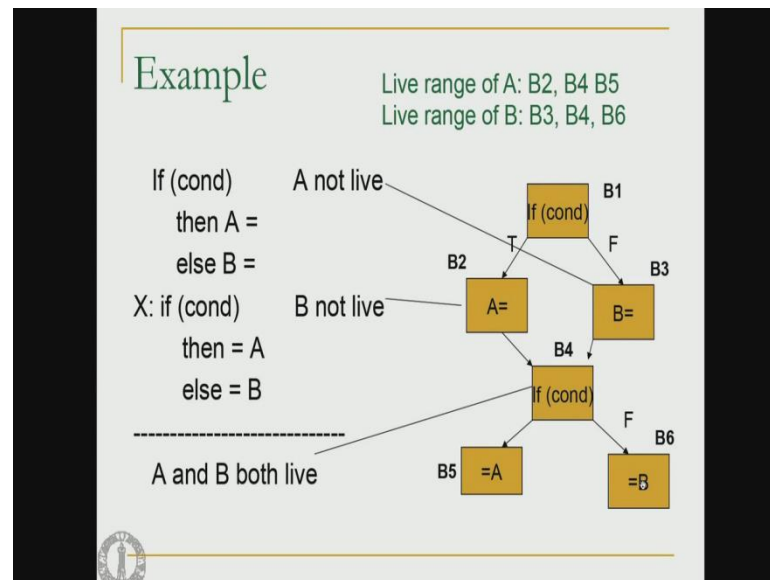 Example
Live range of A: B2, B4 B5
Live range of B: B3, B4, B6
If (cond)
then A =
else B =
X: if (cond)
then = A
else = B
-----------------------------
A and B both live
A not live
B not live
B1
If (cond)
T
F
B2
A=
B3
B=
B4
If (cond)
F
B5
=A
B6
=B